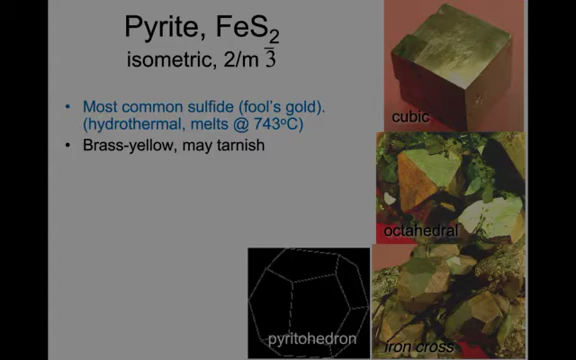 Pyrite, FeS₂
isometric, 2/m 3̅
• Most common sulfide (fool's gold).
(hydrothermal, melts @ 743ºC)
• Brass-yellow, may tarnish
cubic
octahedral
pyritohedron
iron cross